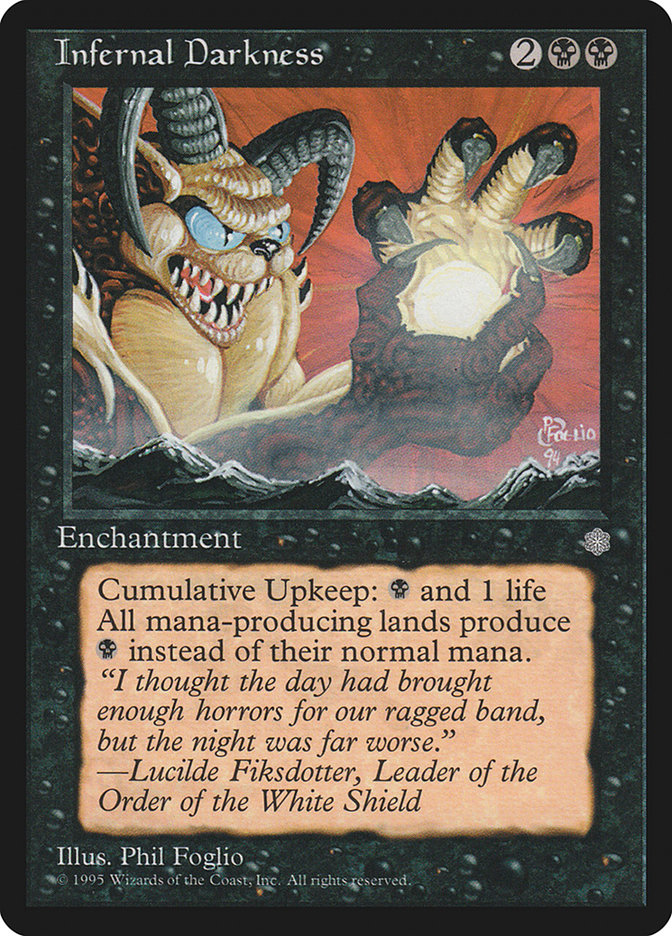 Infernal Darkness 2
P Foglio
94
Enchantment
Cumulative Upkeep: and 1 life
All mana-producing lands produce
instead of their normal mana.
“I thought the day had brought
enough horrors for our ragged band,
but the night was far worse.”
—Lucilde Fiksdotter, Leader of the
Order of the White Shield
Illus. Phil Foglio
© 1995 Wizards of the Coast, Inc. All rights reserved.